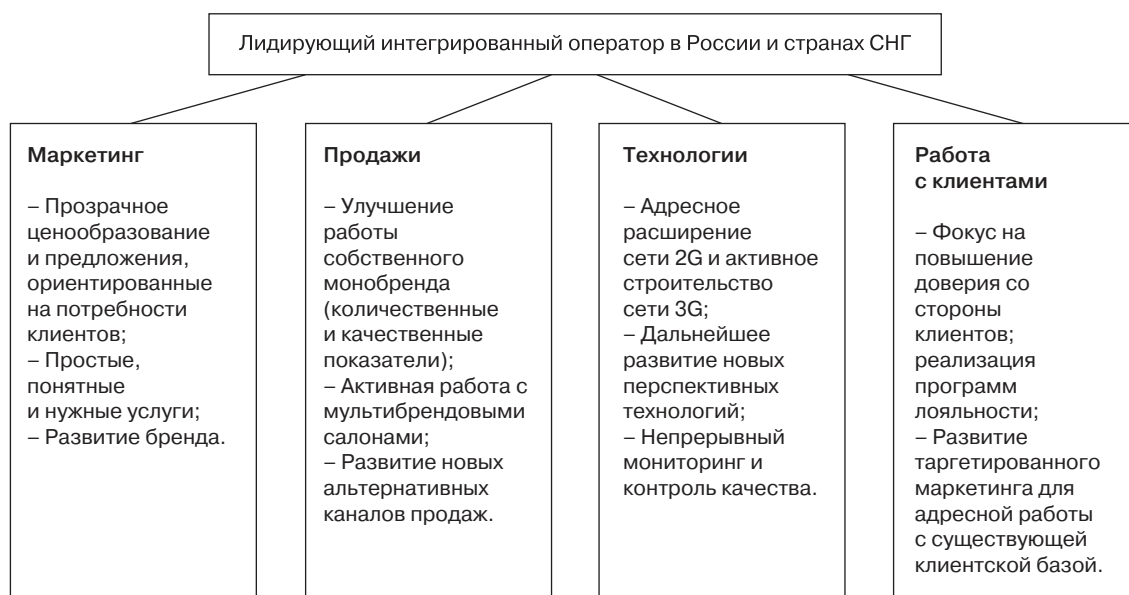 Лидирующий интегрированный оператор в России и странах СНГ
Маркетинг
– Прозрачное
ценообразование
и предложения,
ориентированные
на потребности
клиентов;
– Простые,
понятные
и нужные услуги;
– Развитие бренда.
Продажи
– Улучшение
работы
собственного
монобренда
(количественные
и качественные
показатели);
– Активная работа с
мультибрендовыми
салонами;
– Развитие новых
альтернативных
каналов продаж.
Технологии
– Адресное
расширение
сети 2G и активное
строительство
сети 3G;
– Дальнейшее
развитие новых
перспективных
технологий;
– Непрерывный
мониторинг и
контроль качества.
Работа
с клиентами
– Фокус на
повышение
доверия со
стороны
клиентов;
реализация
программ
лояльности;
– Развитие
таргетированного
маркетинга для
адресной работы
с существующей
клиентской базой.